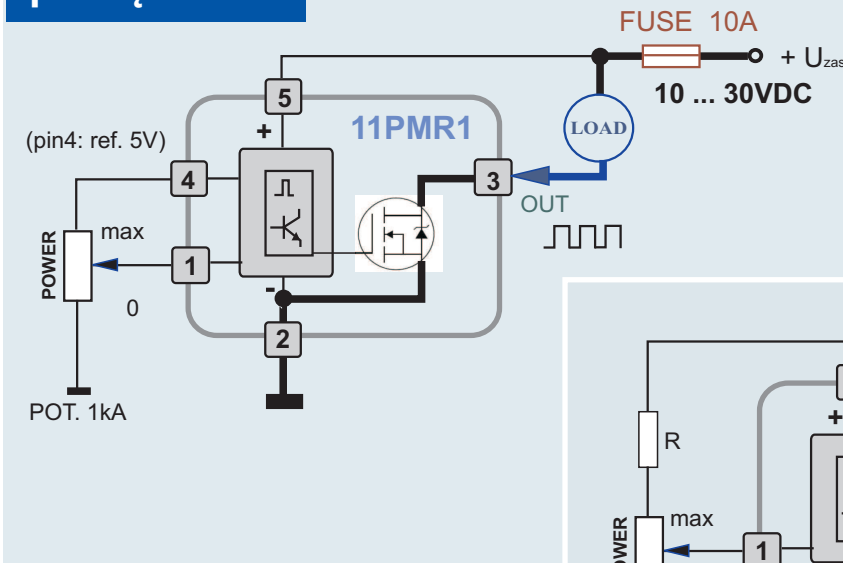 FUSE 10A
+ Uzas
10 ... 30VDC
5
+
11PMR1
LOAD
(pin4: ref. 5V)
4
3
OUT
max
POWER
1
0
-
2
POT. 1kA
R
+
max
1